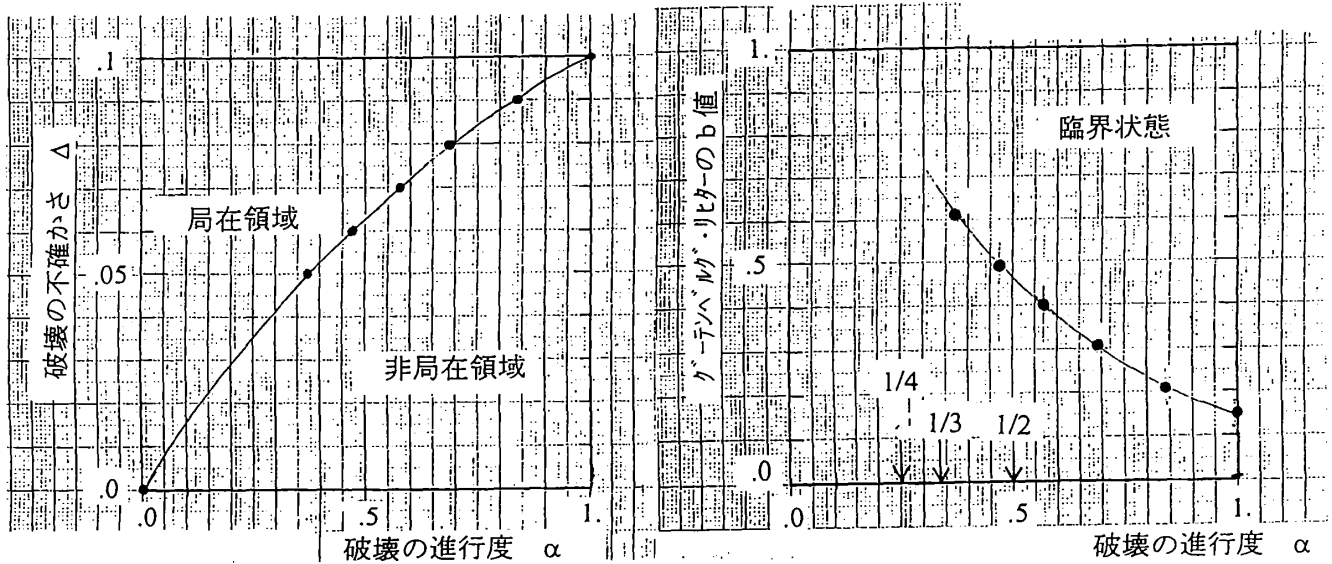 .1
破壊の不確かさ Δ
局在領域
.05
非局在領域
.0
.0
.5
1.
破壊の進行度 α
1.
グーテンベルグ・リヒターのb値
臨界状態
.5
1/4
1/3
1/2
.0
.0
.5
1.
破壊の進行度 α